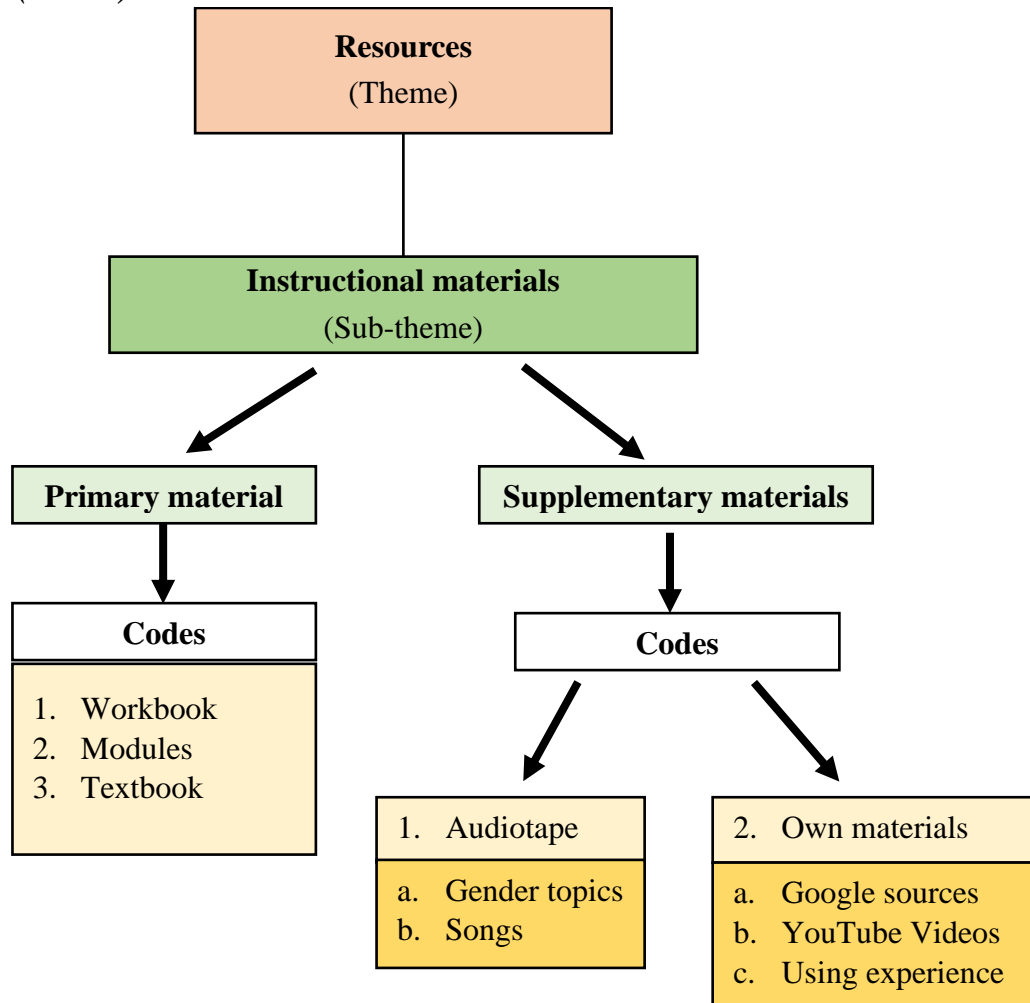 Resources
(Theme)
Instructional materials
(Sub-theme)
Primary material
Supplementary materials
Codes
1. Workbook
2. Modules
3. Textbook
Codes
1. Audiotape
a. Gender topics
b. Songs
2. Own materials
a. Google sources
b. YouTube Videos
c. Using experience